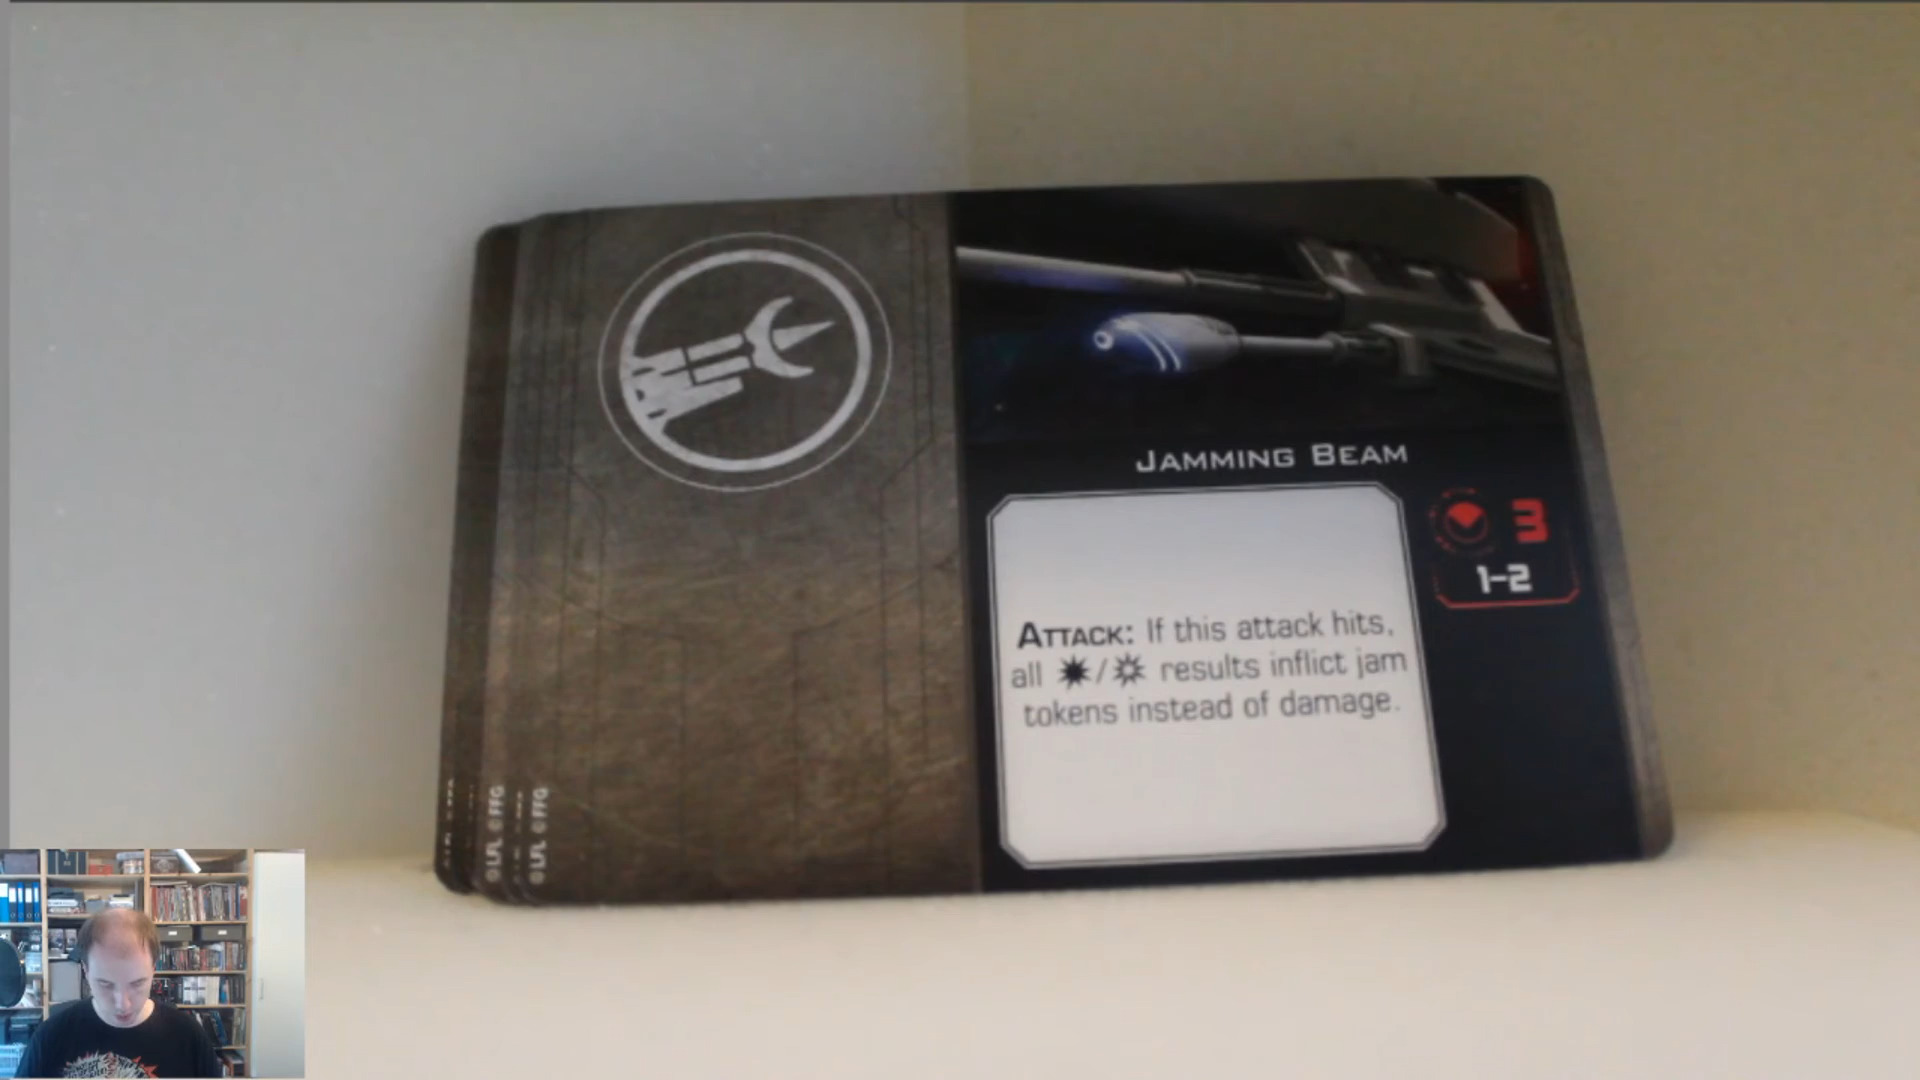 JAMMING BEAM
3
1-2
ATTACK: If this attack hits,
all / results inflict jam
tokens instead of damage.
©LFL ©FFG
©LFL ©FFG